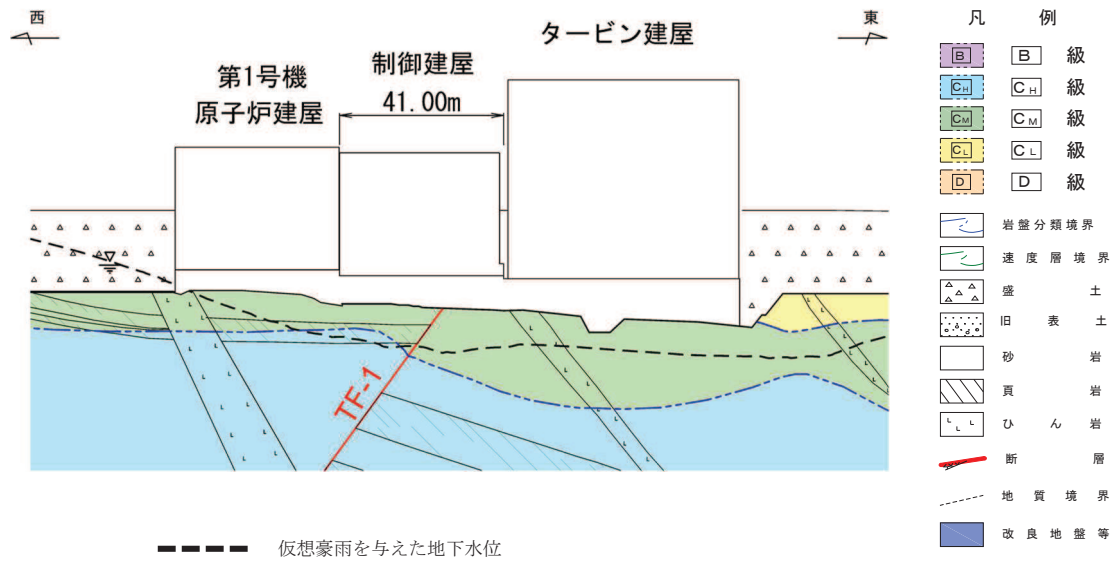 西
東
第1号機
原子炉建屋
制御建屋
41.00m
タービン建屋
TF-1
仮想豪雨を与えた地下水位
凡 例
B B 級
CH CH 級
CM CM 級
CL CL 級
D D 級
岩盤分類境界
速度層境界
盛 土
旧 表 土
砂 岩
頁 岩
ひ ん 岩
断 層
地 質 境 界
改 良 地 盤 等